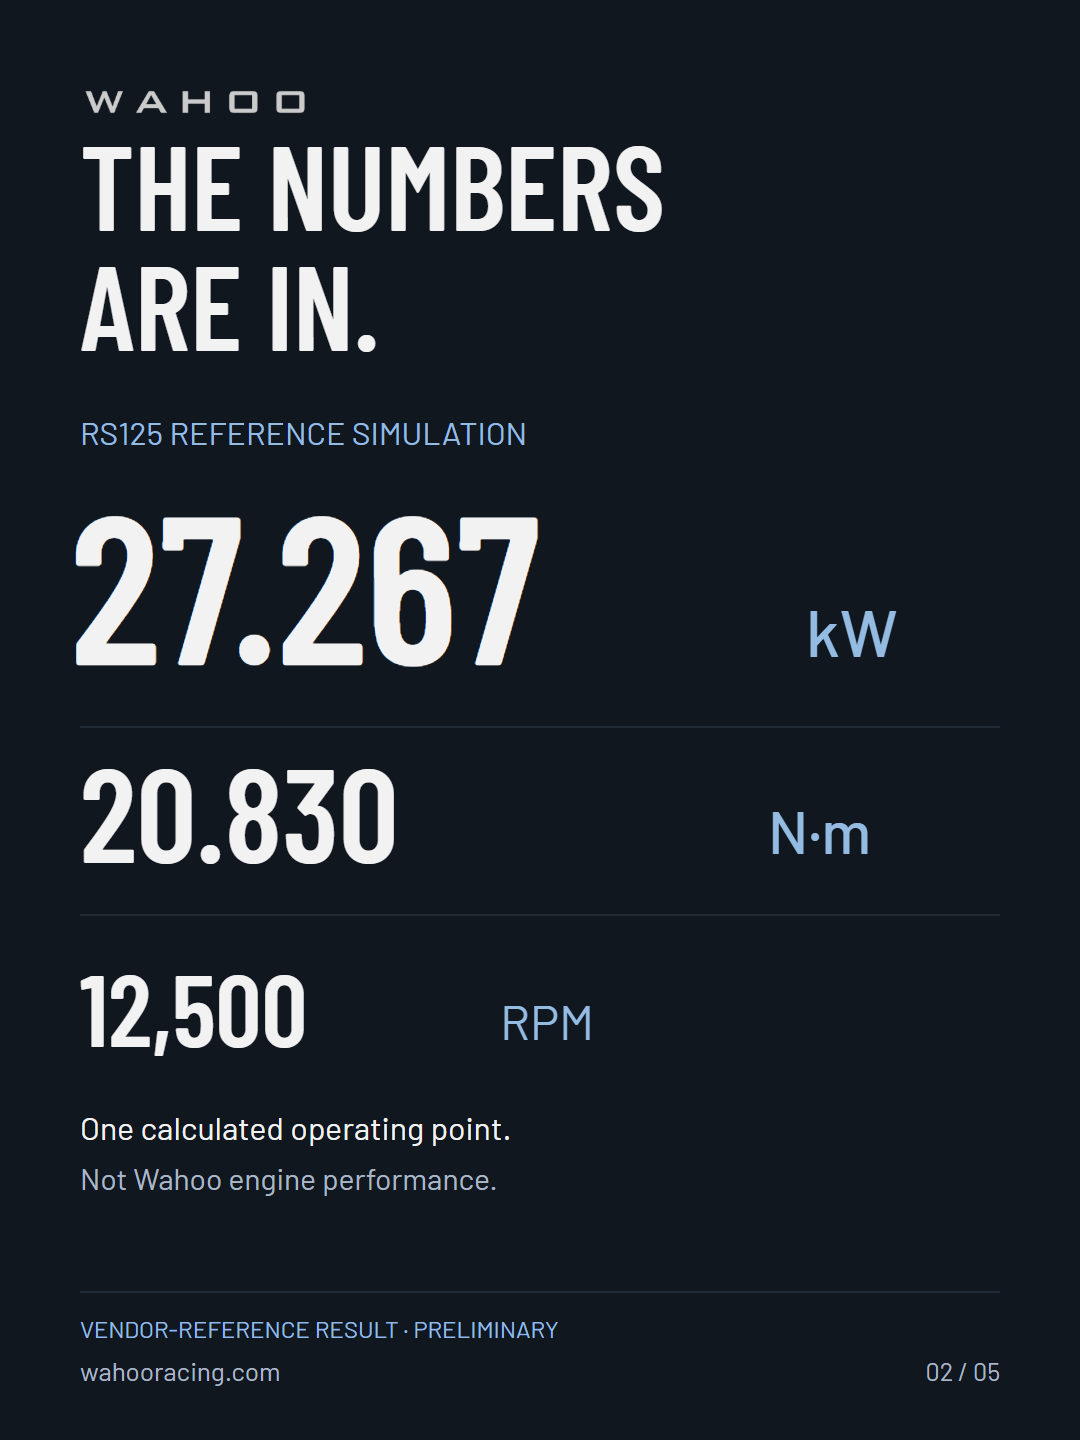 WAHOO
THE NUMBERS
ARE IN.
RS125 REFERENCE SIMULATION
27.267 kW
20.830 N·m
12,500 RPM
One calculated operating point.
Not Wahoo engine performance.
VENDOR-REFERENCE RESULT · PRELIMINARY
wahooracing.com 02 / 05